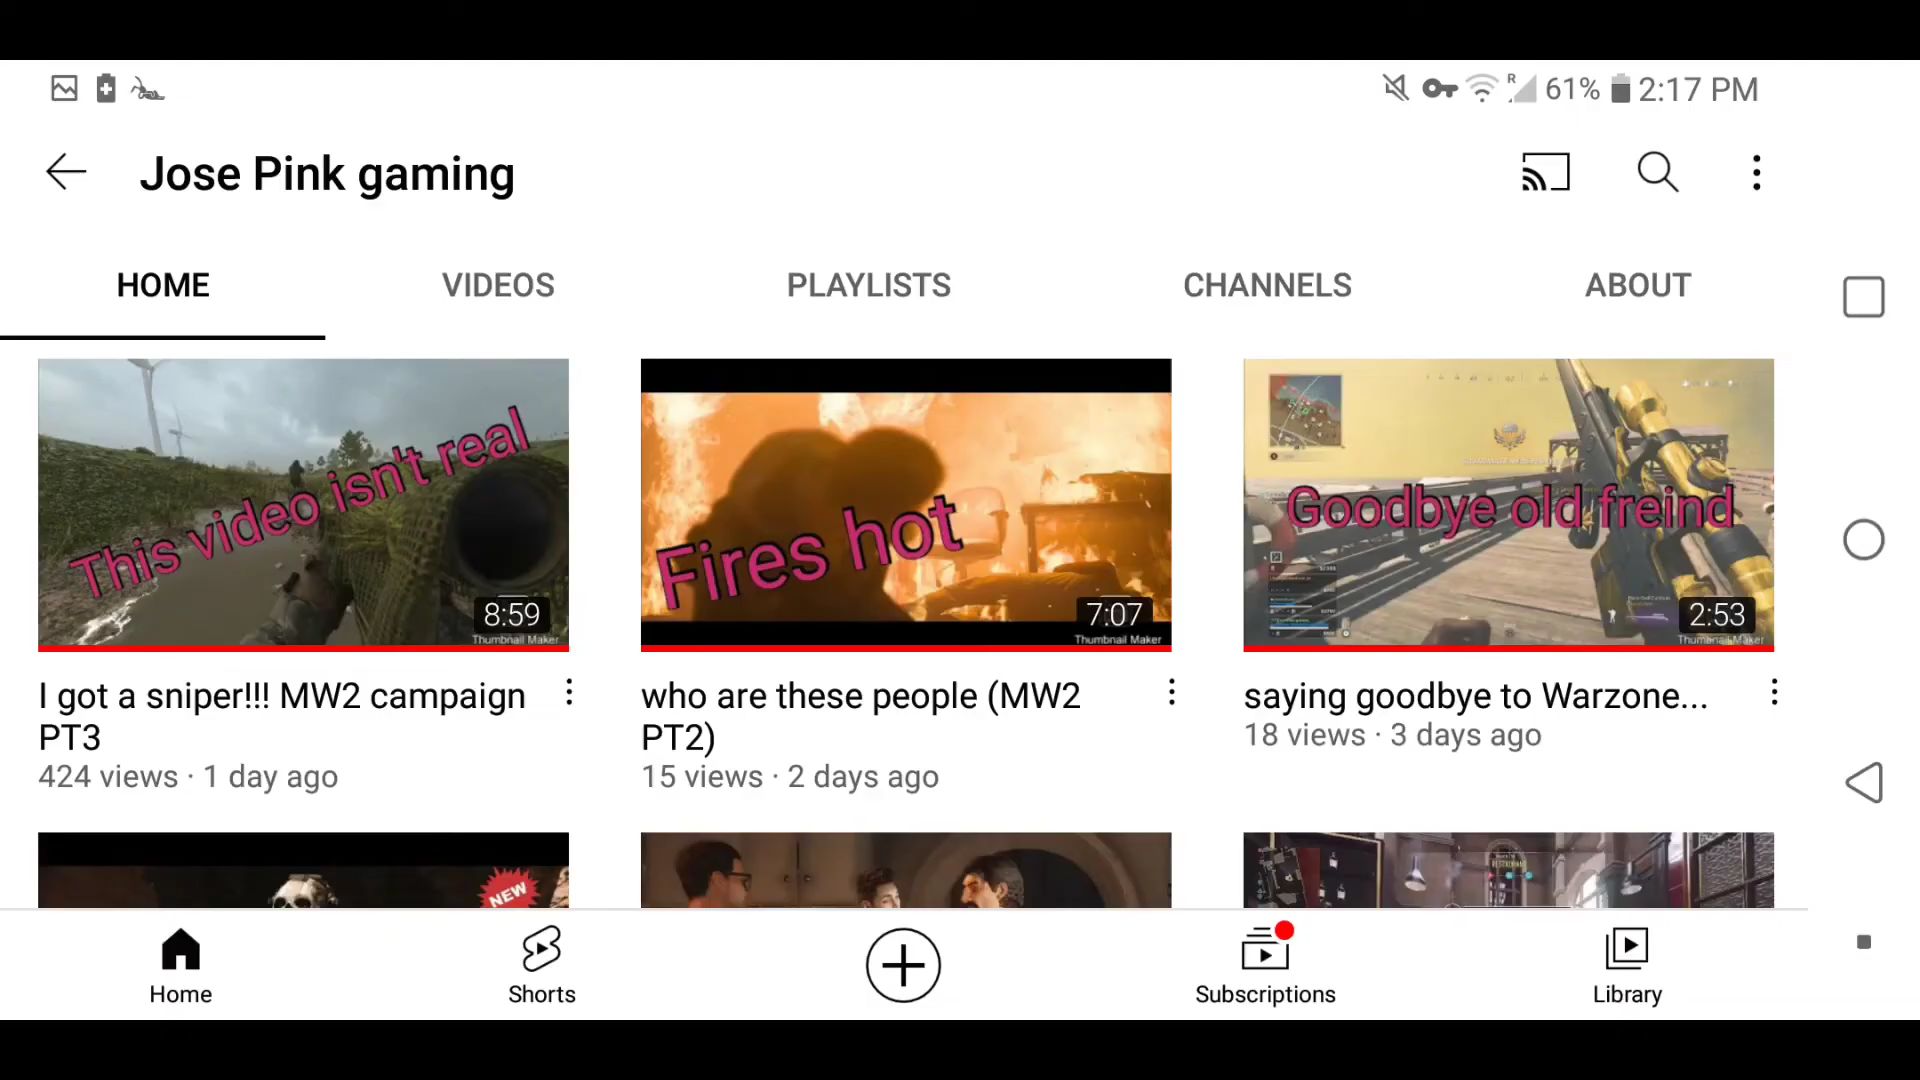 R 61% 2:17 PM
Jose Pink gaming
HOME VIDEOS PLAYLISTS CHANNELS ABOUT
This video isn't real
8:59
Thumbnail Maker
Fires hot
7:07
Thumbnail Maker
Goodbye old freind
2:53
Thumbnail Maker
I got a sniper!!! MW2 campaign
PT3
424 views · 1 day ago
who are these people (MW2
PT2)
15 views · 2 days ago
saying goodbye to Warzone...
18 views · 3 days ago
NEW
Home Shorts Subscriptions Library